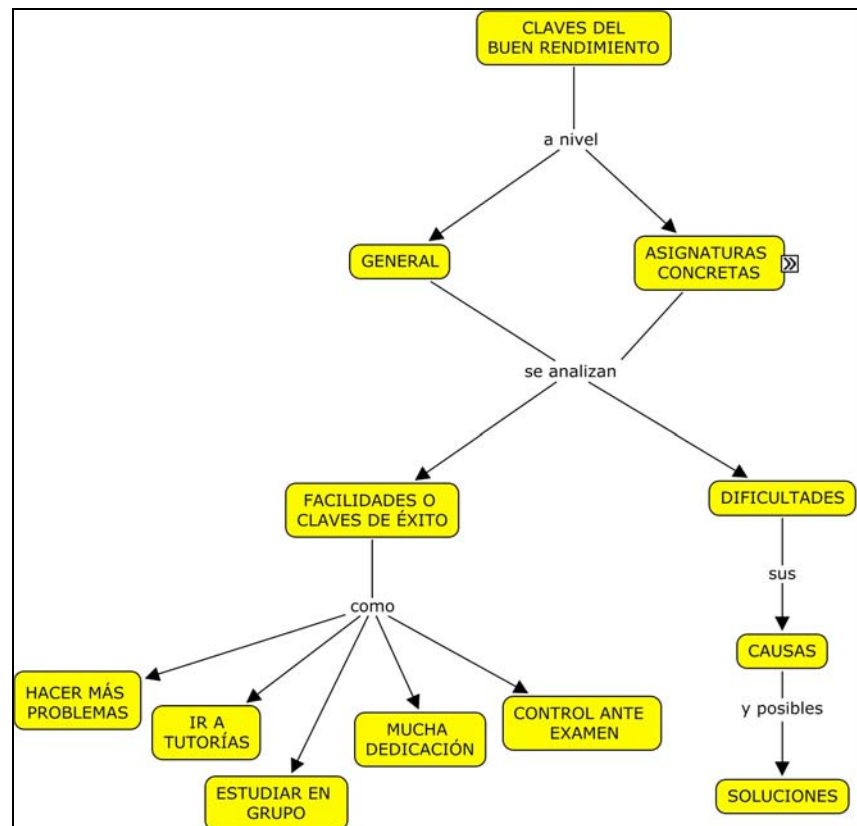 CLAVES DEL
BUEN RENDIMIENTO
a nivel
GENERAL
ASIGNATURAS
CONCRETAS
se analizan
FACILIDADES O
CLAVES DE ÉXITO
DIFICULTADES
como
sus
HACER MÁS
PROBLEMAS
IR A
TUTORÍAS
ESTUDIAR EN
GRUPO
MUCHA
DEDICACIÓN
CONTROL ANTE
EXAMEN
CAUSAS
y posibles
SOLUCIONES